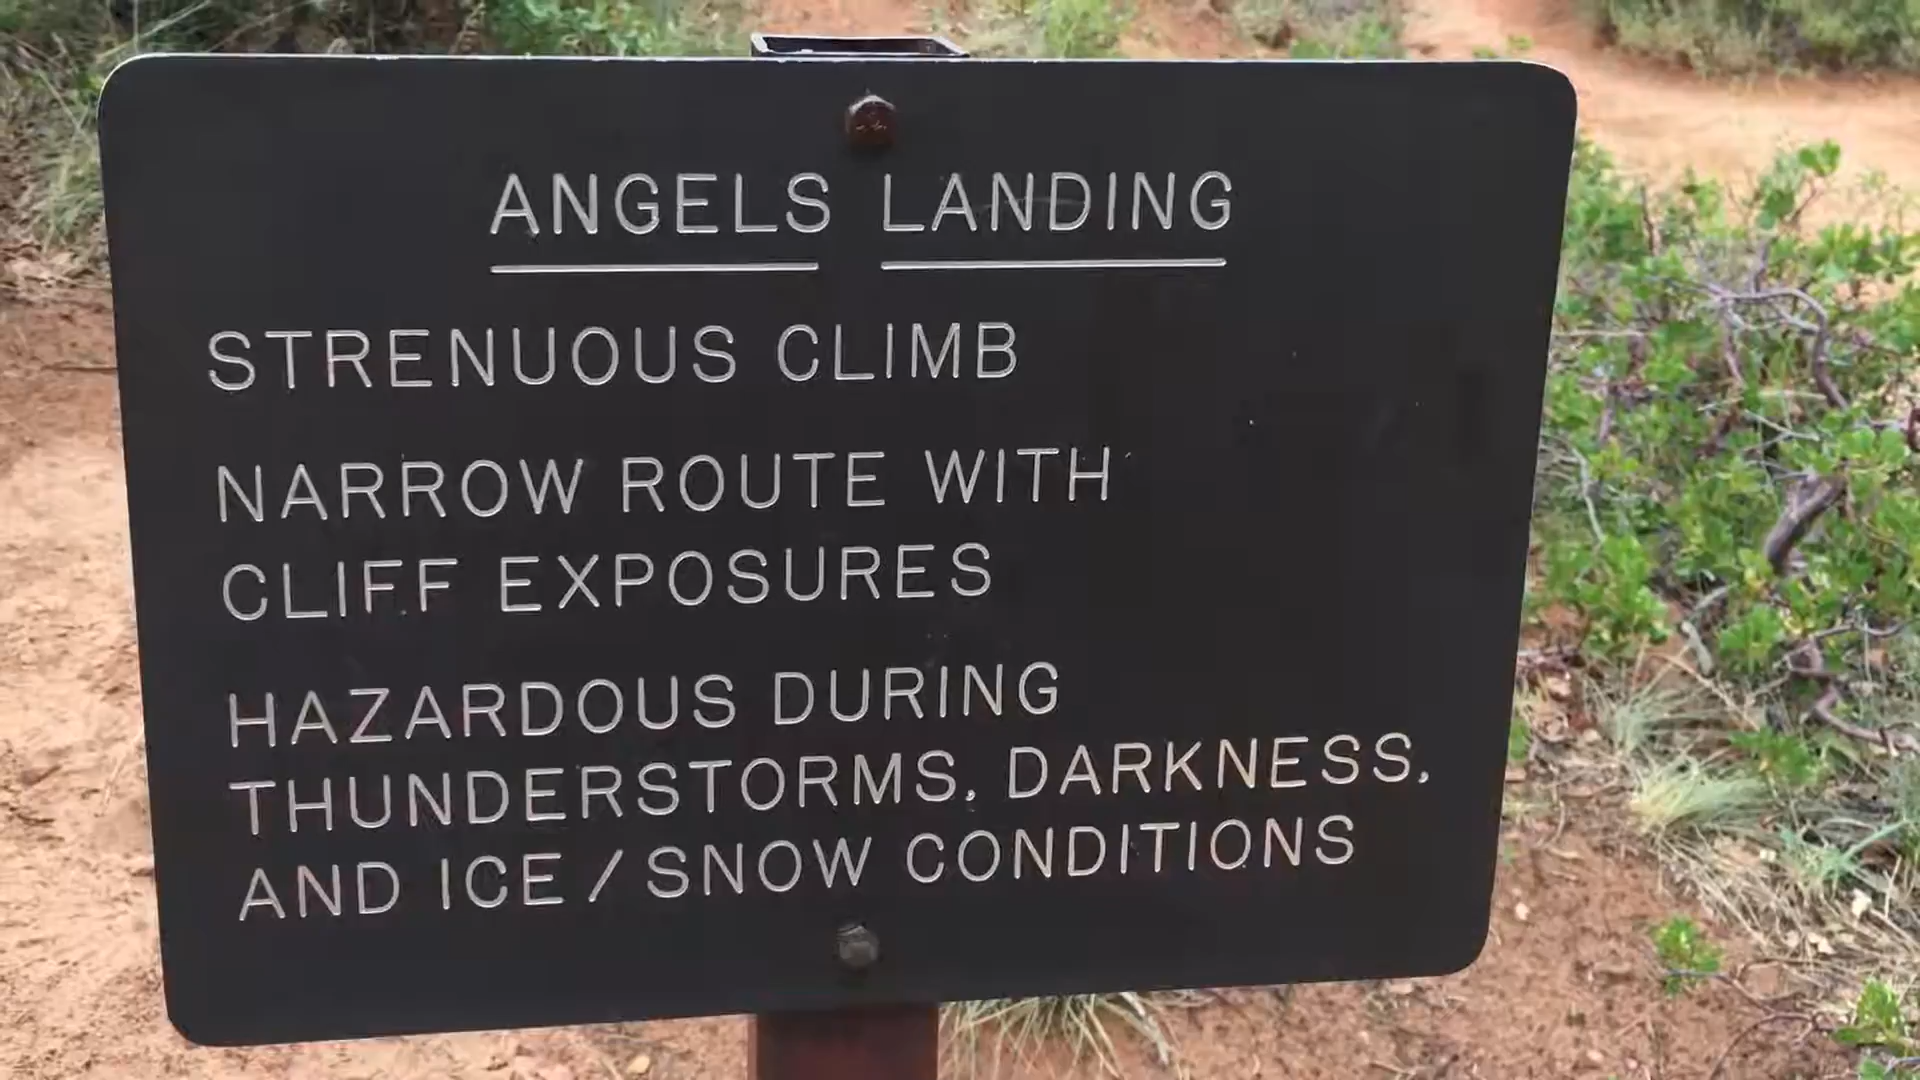 ANGELS LANDING
STRENUOUS CLIMB
NARROW ROUTE WITH
CLIFF EXPOSURES
HAZARDOUS DURING
THUNDERSTORMS, DARKNESS,
AND ICE/SNOW CONDITIONS